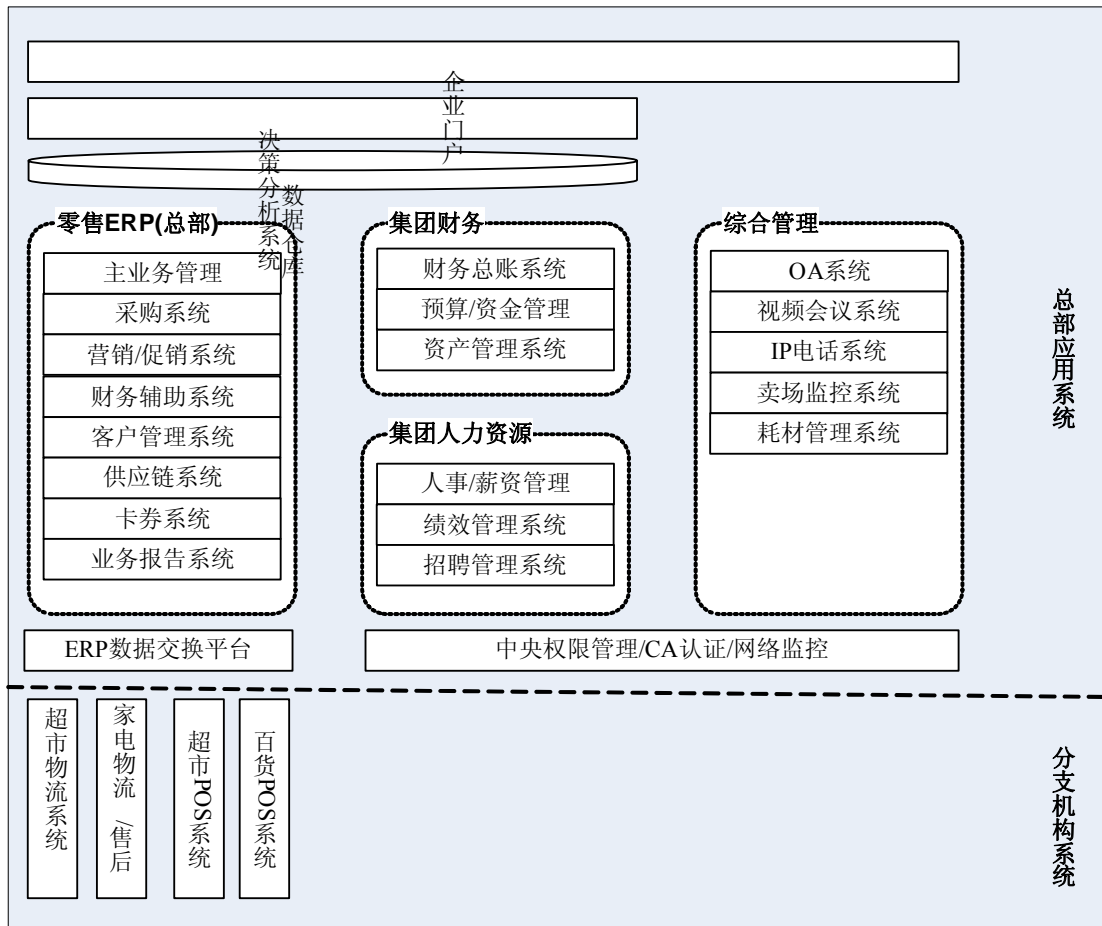 企业门户
决策分析系统
数据仓库
零售ERP(总部)
主业务管理
采购系统
营销/促销系统
财务辅助系统
客户管理系统
供应链系统
卡券系统
业务报告系统
集团财务
财务总账系统
预算/资金管理
资产管理系统
集团人力资源
人事/薪资管理
绩效管理系统
招聘管理系统
综合管理
OA系统
视频会议系统
IP电话系统
卖场监控系统
耗材管理系统
总部应用系统
ERP数据交换平台
中央权限管理/CA认证/网络监控
超市物流系统
家电物流/售后
超市POS系统
百货POS系统
分支机构系统